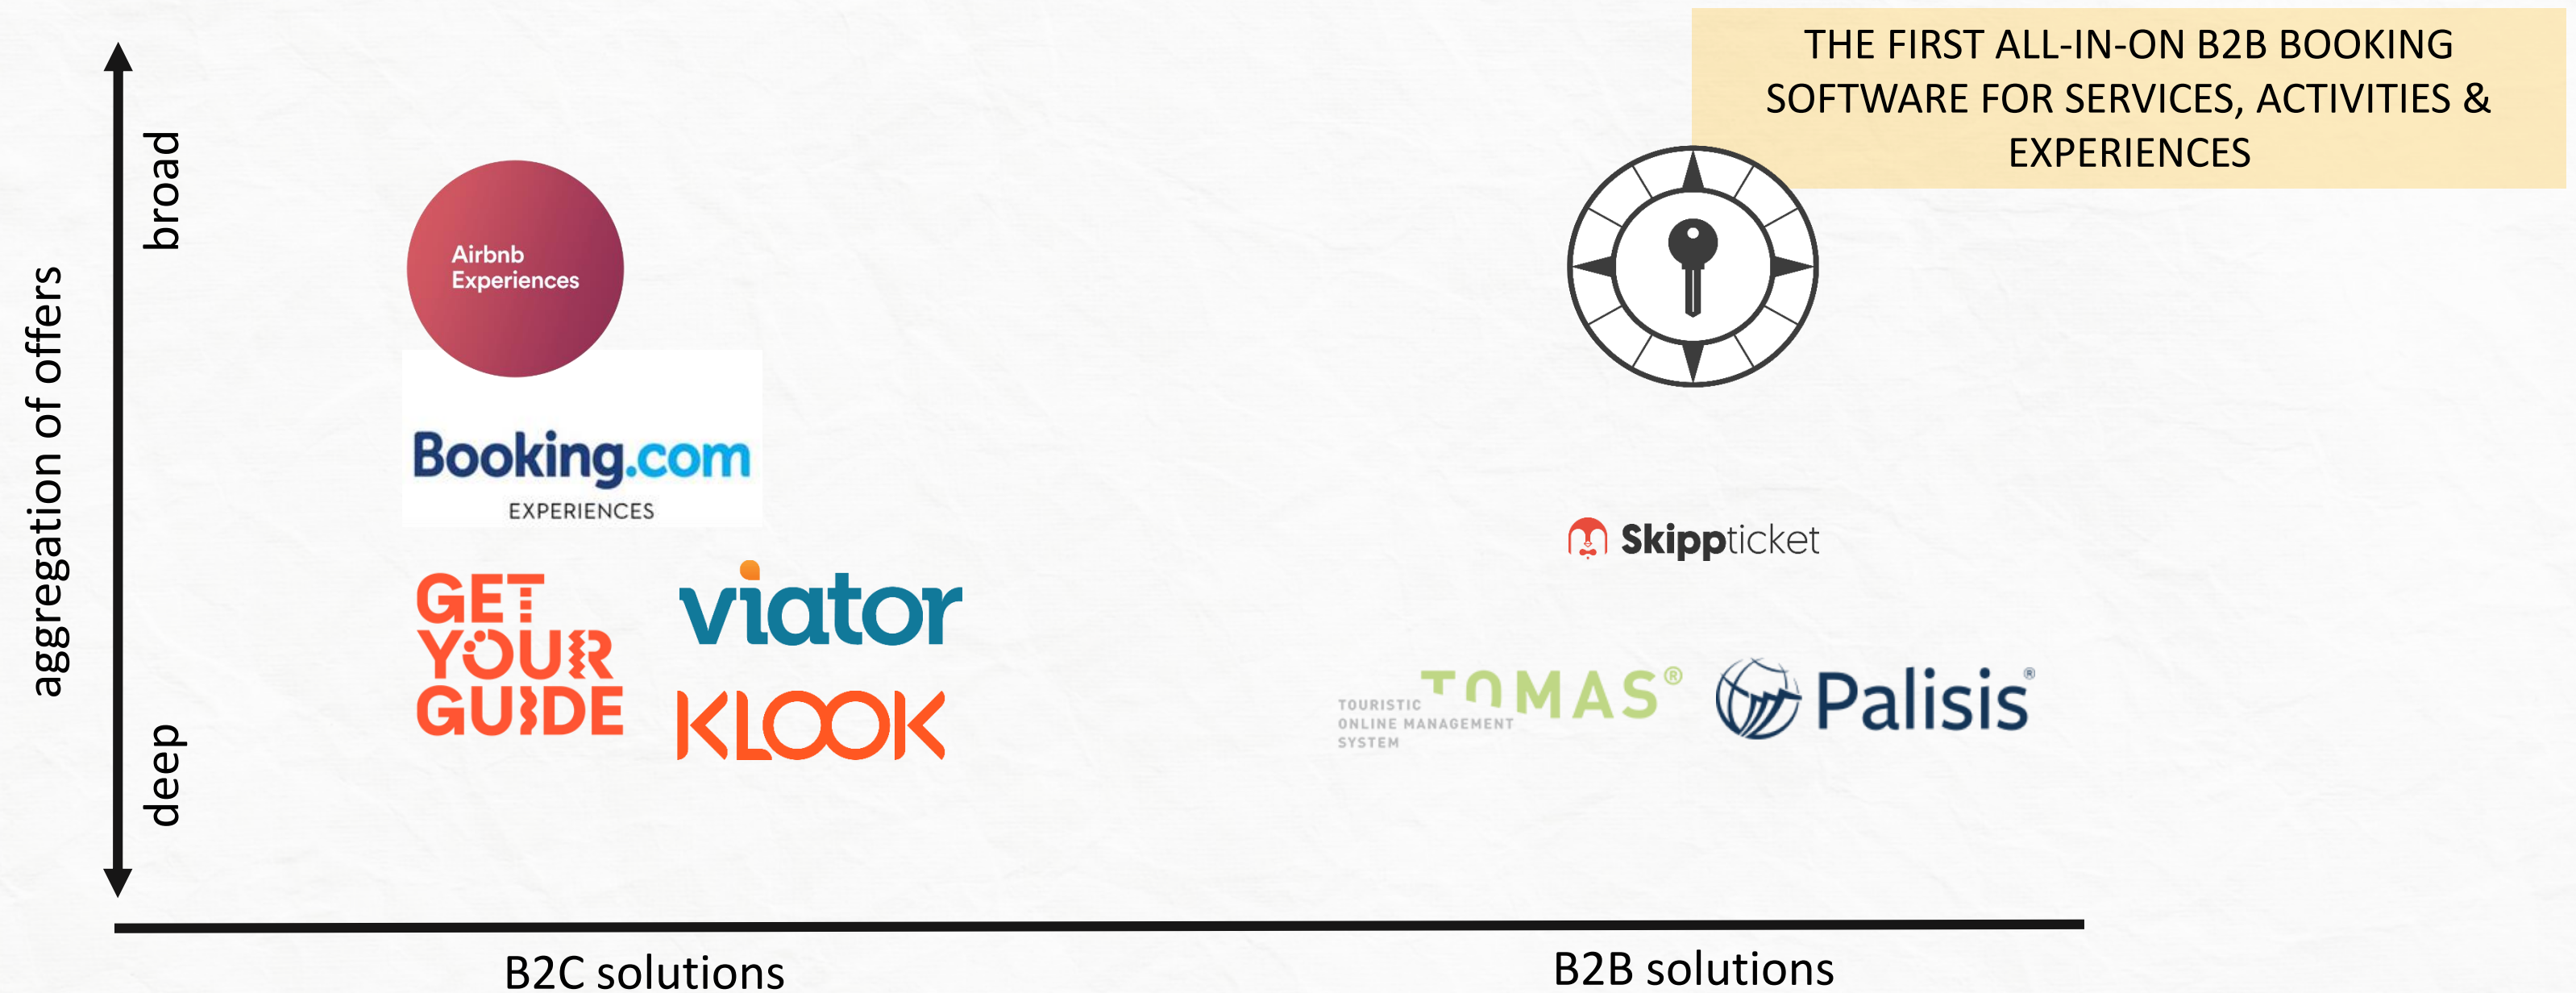 THE FIRST ALL-IN-ON B2B BOOKING
SOFTWARE FOR SERVICES, ACTIVITIES &
EXPERIENCES
aggregation of offers
broad
deep
Airbnb
Experiences
Booking.com
EXPERIENCES
GET
YOUR
GUIDE
viator
KLOOK
Skippticket
TOMAS®
TOURISTIC
ONLINE MANAGEMENT
SYSTEM
Palisis®
B2C solutions
B2B solutions